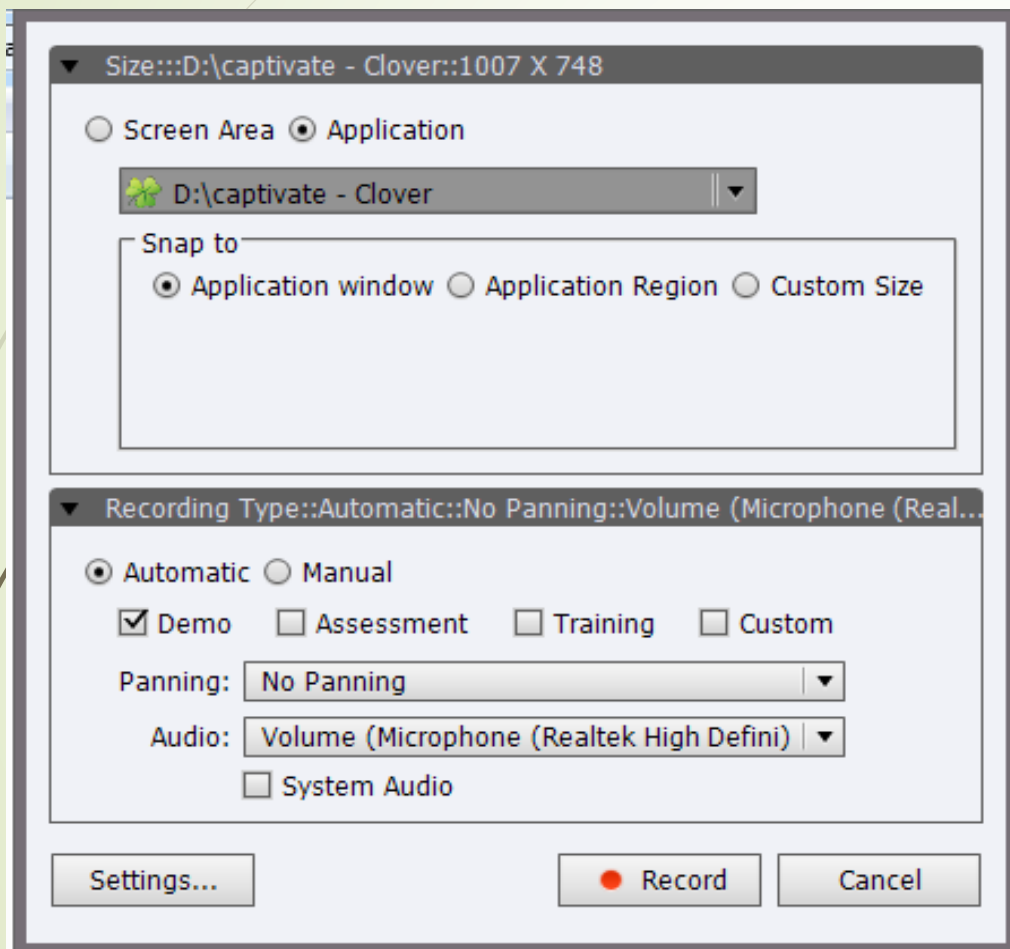 Size:::D:\captivate - Clover::1007 X 748
Screen Area Application
D:\captivate - Clover
Snap to
Application window Application Region Custom Size
Recording Type::Automatic::No Panning::Volume (Microphone (Real...
Automatic Manual
Demo Assessment Training Custom
Panning: No Panning
Audio: Volume (Microphone (Realtek High Defini)
System Audio
Settings... Record Cancel